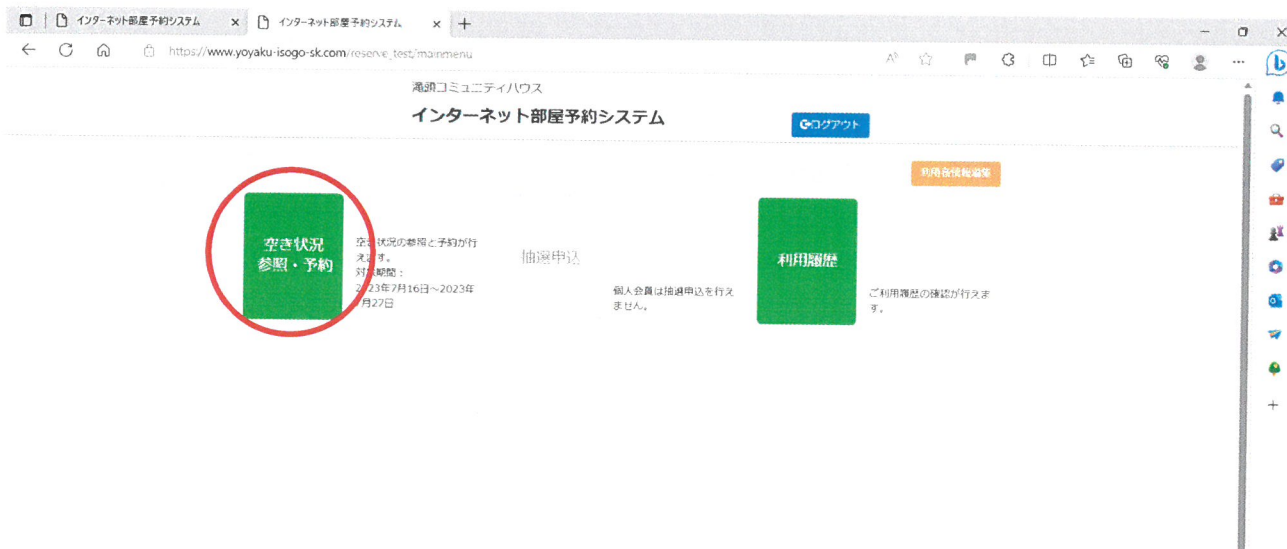 インターネット部屋予約システム
インターネット部屋予約システム
https://www.yoyaku-isogo-sk.com/reserve_test/mainmenu
滝頭コミュニティハウス
インターネット部屋予約システム
ログアウト
利用者情報編集
空き状況
参照・予約
空き状況の参照と予約が行
えます。
対象期間：
2023年7月16日～2023年
月27日
抽選申込
個人会員は抽選申込を行え
ません。
利用履歴
ご利用履歴の確認が行えま
す。